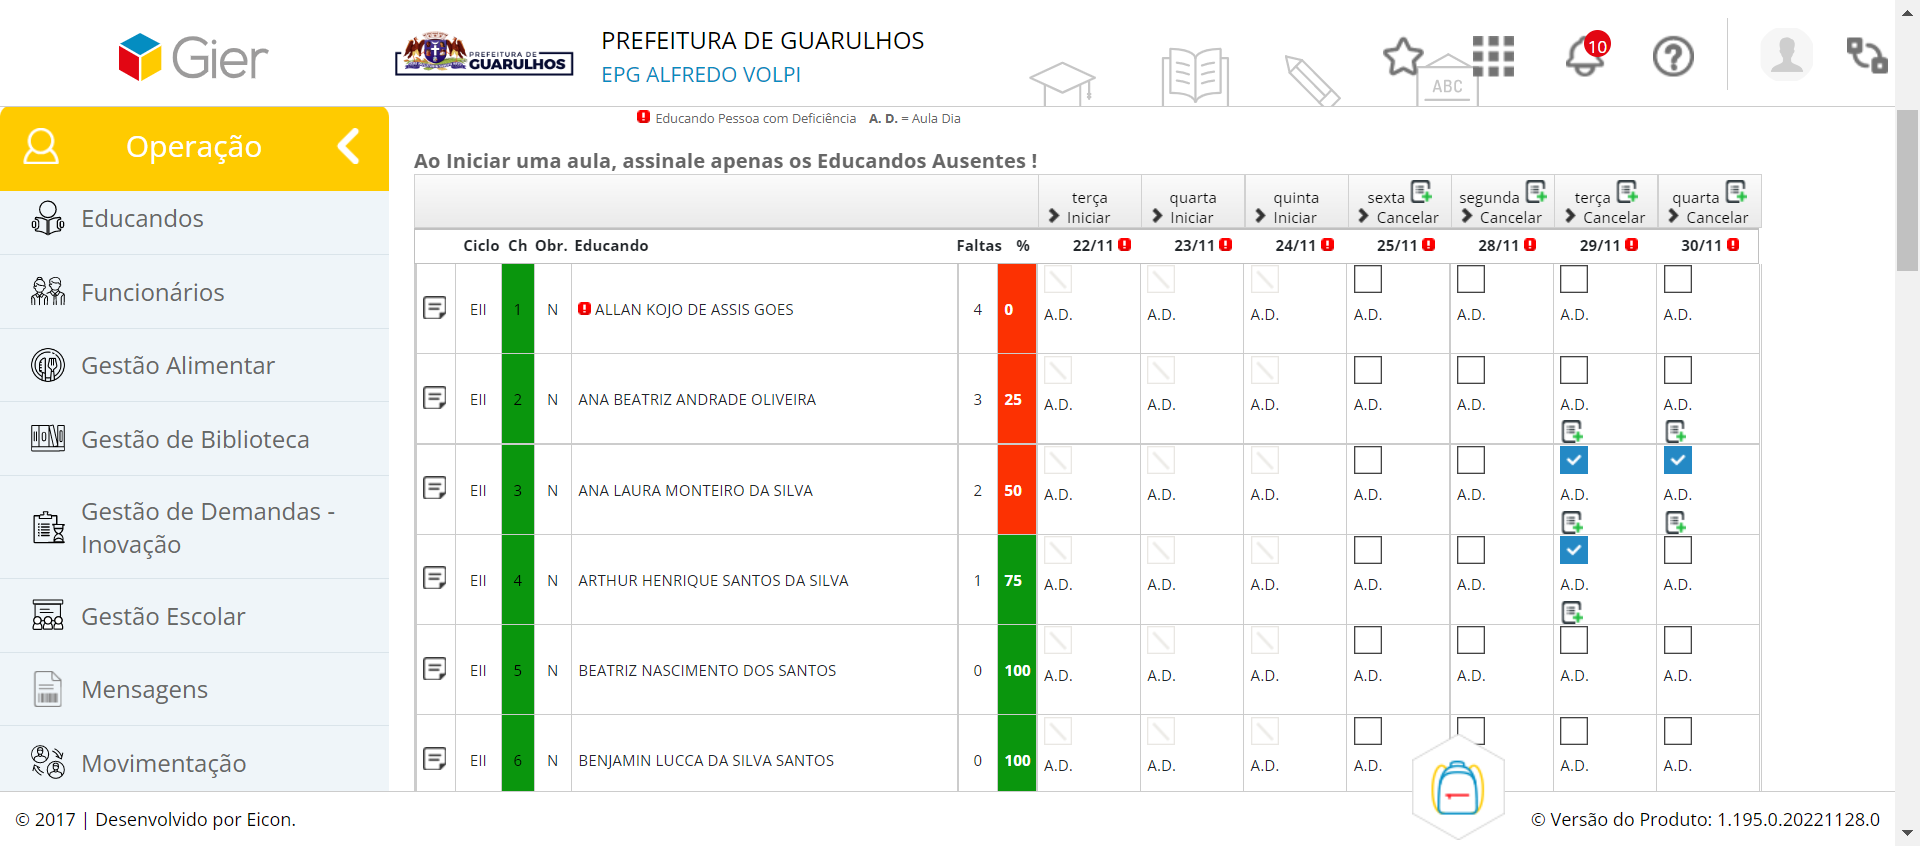 Gier
PREFEITURA DE
GUARULHOS
PREFEITURA DE GUARULHOS
EPG ALFREDO VOLPI
ABC
10
Operação
Educandos
Funcionários
Gestão Alimentar
Gestão de Biblioteca
Gestão de Demandas -
Inovação
Gestão Escolar
Mensagens
Movimentação
Educando Pessoa com Deficiência A. D. = Aula Dia
Ao Iniciar uma aula, assinale apenas os Educandos Ausentes !
terça quarta quinta sexta segunda terça quarta
Iniciar Iniciar Iniciar Cancelar Cancelar Cancelar Cancelar
Ciclo Ch Obr. Educando Faltas % 22/11 23/11 24/11 25/11 28/11 29/11 30/11
EII 1 N ALLAN KOJO DE ASSIS GOES 4 0 A.D. A.D. A.D. A.D. A.D. A.D. A.D.
EII 2 N ANA BEATRIZ ANDRADE OLIVEIRA 3 25 A.D. A.D. A.D. A.D. A.D. A.D. A.D.
EII 3 N ANA LAURA MONTEIRO DA SILVA 2 50 A.D. A.D. A.D. A.D. A.D. A.D. A.D.
EII 4 N ARTHUR HENRIQUE SANTOS DA SILVA 1 75 A.D. A.D. A.D. A.D. A.D. A.D. A.D.
EII 5 N BEATRIZ NASCIMENTO DOS SANTOS 0 100 A.D. A.D. A.D. A.D. A.D. A.D. A.D.
EII 6 N BENJAMIN LUCCA DA SILVA SANTOS 0 100 A.D. A.D. A.D. A.D. A.D. A.D.
© 2017 | Desenvolvido por Eicon.
© Versão do Produto: 1.195.0.20221128.0